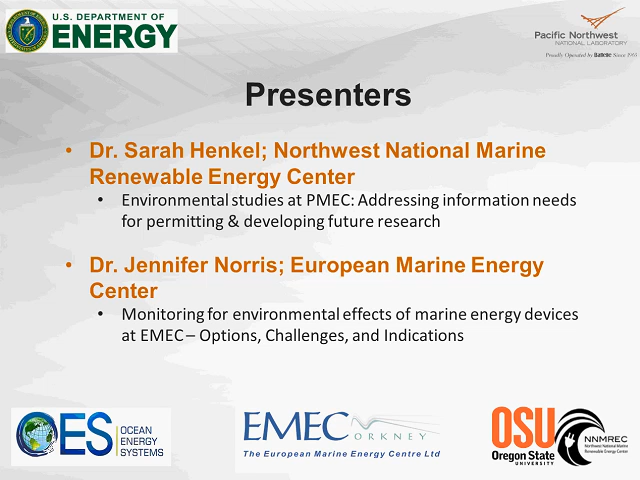 U.S. DEPARTMENT OF
ENERGY
Pacific Northwest
NATIONAL LABORATORY
Proudly Operated by Battelle Since 1965
Presenters
• Dr. Sarah Henkel; Northwest National Marine
Renewable Energy Center
• Environmental studies at PMEC: Addressing information needs
for permitting & developing future research
• Dr. Jennifer Norris; European Marine Energy
Center
• Monitoring for environmental effects of marine energy devices
at EMEC – Options, Challenges, and Indications
OES
OCEAN
ENERGY
SYSTEMS
EMEC
ORKNEY
The European Marine Energy Centre Ltd
OSU
Oregon State
UNIVERSITY
NNMREC
Northwest National Marine
Renewable Energy Center